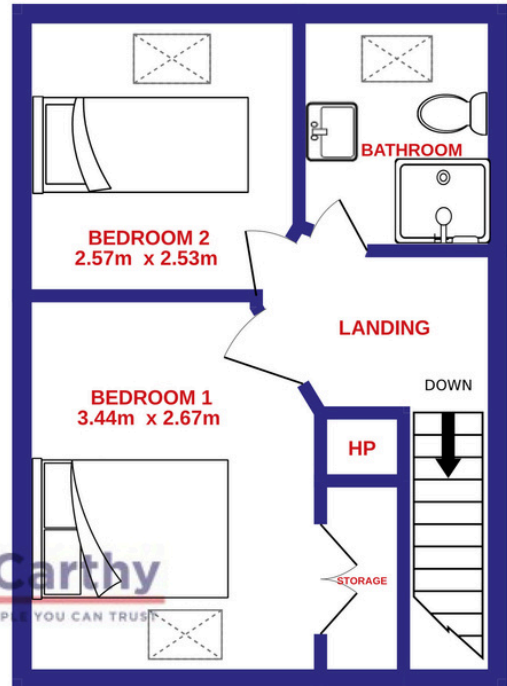 BATHROOM
BEDROOM 2
2.57m x 2.53m
LANDING
DOWN
BEDROOM 1
3.44m x 2.67m
HP
STORAGE
Carthy
PLE YOU CAN TRUST